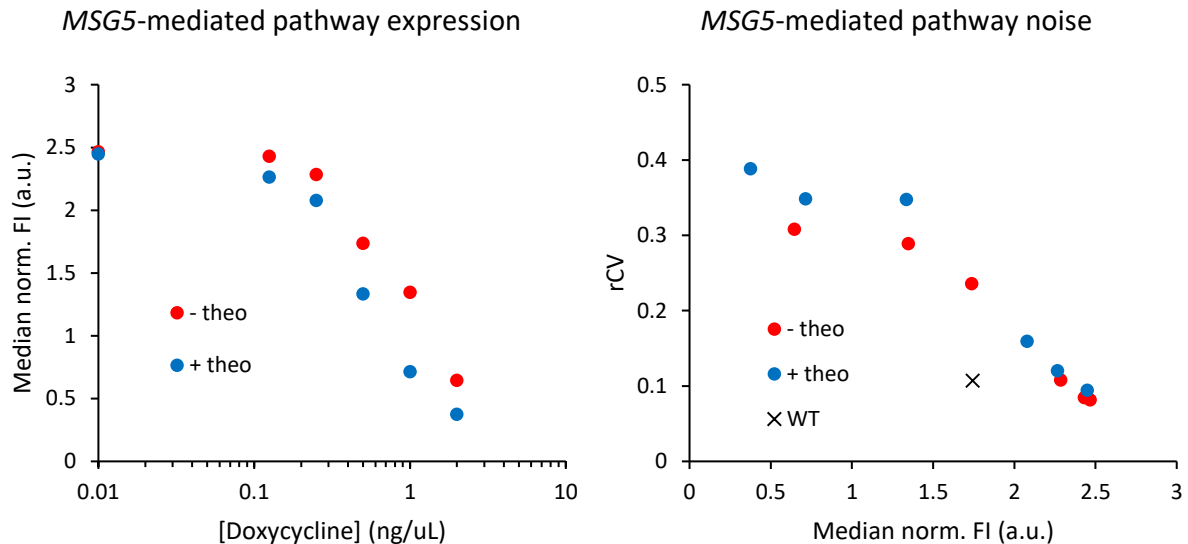 MSG5-mediated pathway expression
3
2.5
2
1.5
1
0.5
0
Median norm. FI (a.u.)
- theo
+ theo
0.01
0.1
1
10
[Doxycycline] (ng/uL)
MSG5-mediated pathway noise
0.5
0.4
0.3
0.2
0.1
0
rCV
- theo
+ theo
WT
0
0.5
1
1.5
2
2.5
3
Median norm. FI (a.u.)